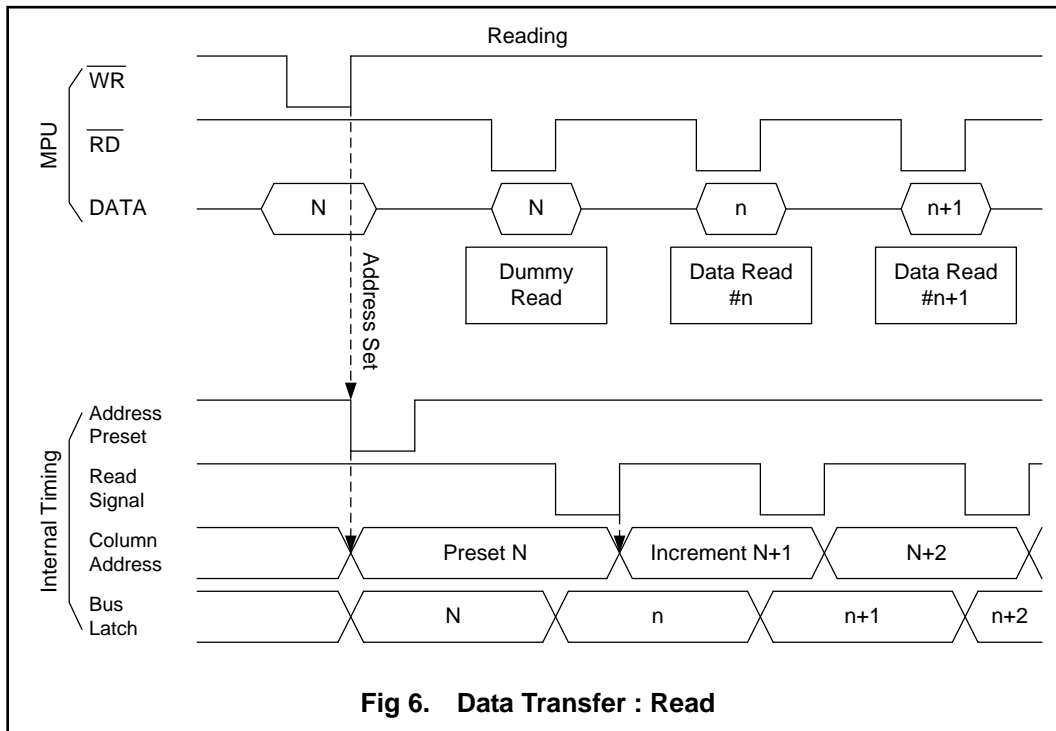 Reading
MPU
WR
RD
DATA
N
N
n
n+1
Dummy
Read
Data Read
#n
Data Read
#n+1
Address Set
Internal Timing
Address
Preset
Read
Signal
Column
Address
Preset N
Increment N+1
N+2
Bus
Latch
N
n
n+1
n+2
Fig 6. Data Transfer : Read